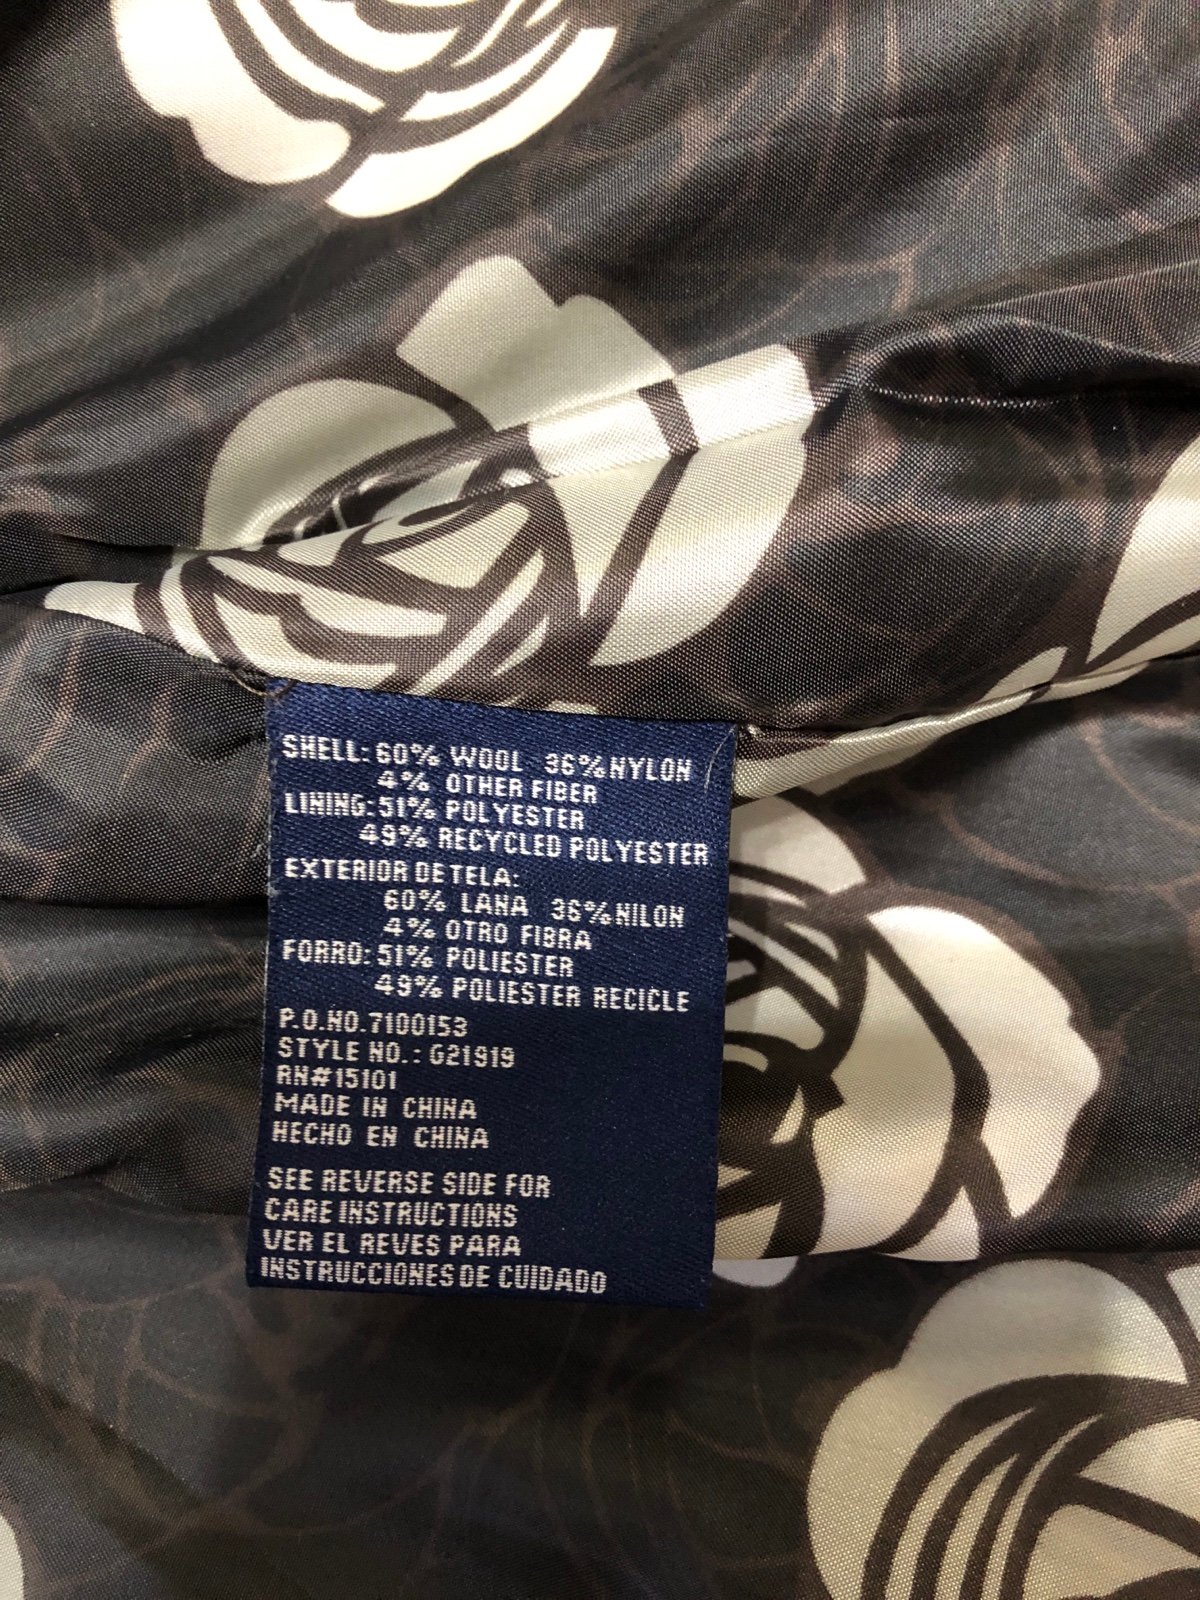 SHELL: 60% WOOL 36% NYLON
4% OTHER FIBER
LINING: 51% POLYESTER
49% RECYCLED POLYESTER
EXTERIOR DE TELA:
60% LANA 36% NILON
4% OTRO FIBRA
FORRO: 51% POLIESTER
49% POLIESTER RECICLE
P.O.NO.7100153
STYLE NO.: G21919
RN#15101
MADE IN CHINA
HECHO EN CHINA
SEE REVERSE SIDE FOR
CARE INSTRUCTIONS
VER EL REVES PARA
INSTRUCCIONES DE CUIDADO